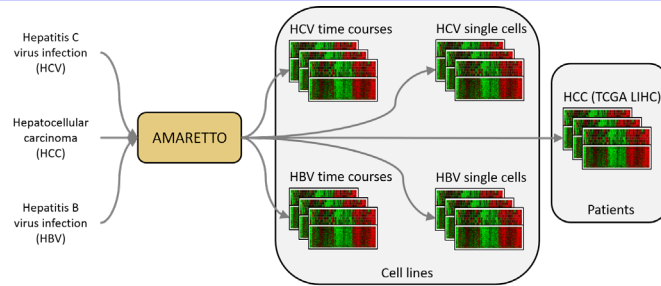 Hepatitis C
virus infection
(HCV)
Hepatocellular
carcinoma
(HCC)
Hepatitis B
virus infection
(HBV)
AMARETTO
HCV time courses
HCV single cells
HBV time courses
HBV single cells
Cell lines
HCC (TCGA LIHC)
Patients